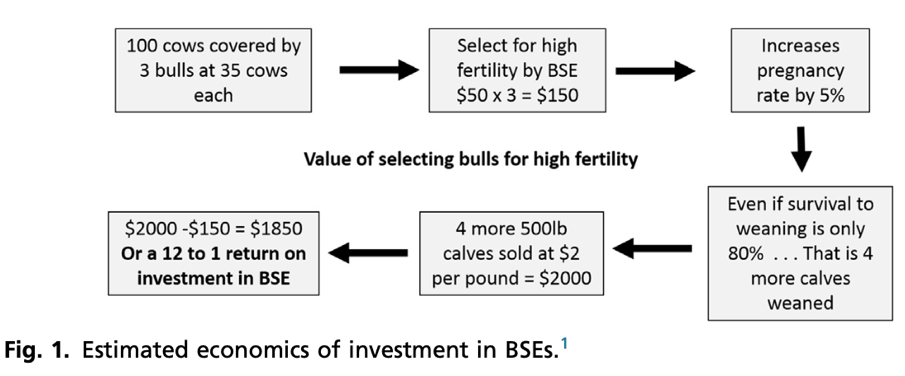 100 cows covered by
3 bulls at 35 cows
each
Select for high
fertility by BSE
$50 x 3 = $150
Increases
pregnancy
rate by 5%
Value of selecting bulls for high fertility
Even if survival to
weaning is only
80% ... That is 4
more calves
weaned
4 more 500lb
calves sold at $2
per pound = $2000
$2000 -$150 = $1850
Or a 12 to 1 return on
investment in BSE
Fig. 1. Estimated economics of investment in BSEs.1